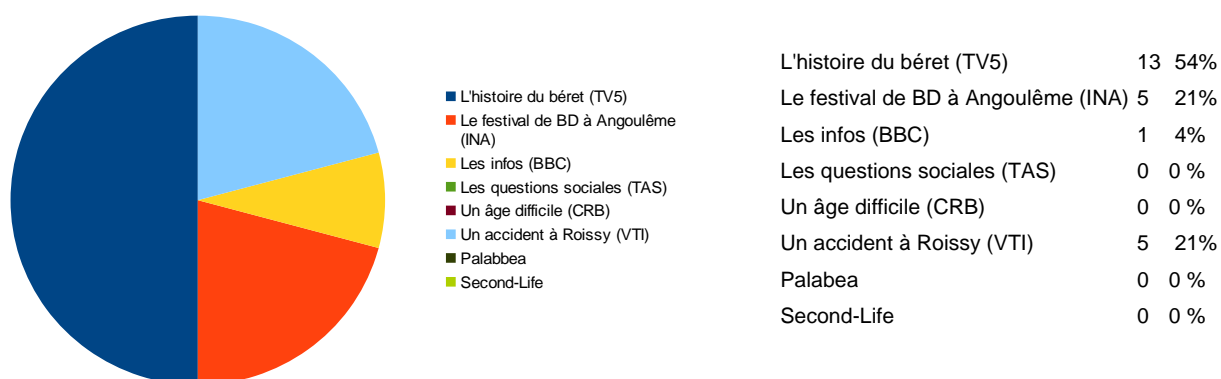 L'histoire du béret (TV5)
Le festival de BD à Angoulême
(INA)
Les infos (BBC)
Les questions sociales (TAS)
Un âge difficile (CRB)
Un accident à Roissy (VTI)
Palabbea
Second-Life
L'histoire du béret (TV5) 13 54%
Le festival de BD à Angoulême (INA) 5 21%
Les infos (BBC) 1 4%
Les questions sociales (TAS) 0 0 %
Un âge difficile (CRB) 0 0 %
Un accident à Roissy (VTI) 5 21%
Palabea 0 0 %
Second-Life 0 0 %